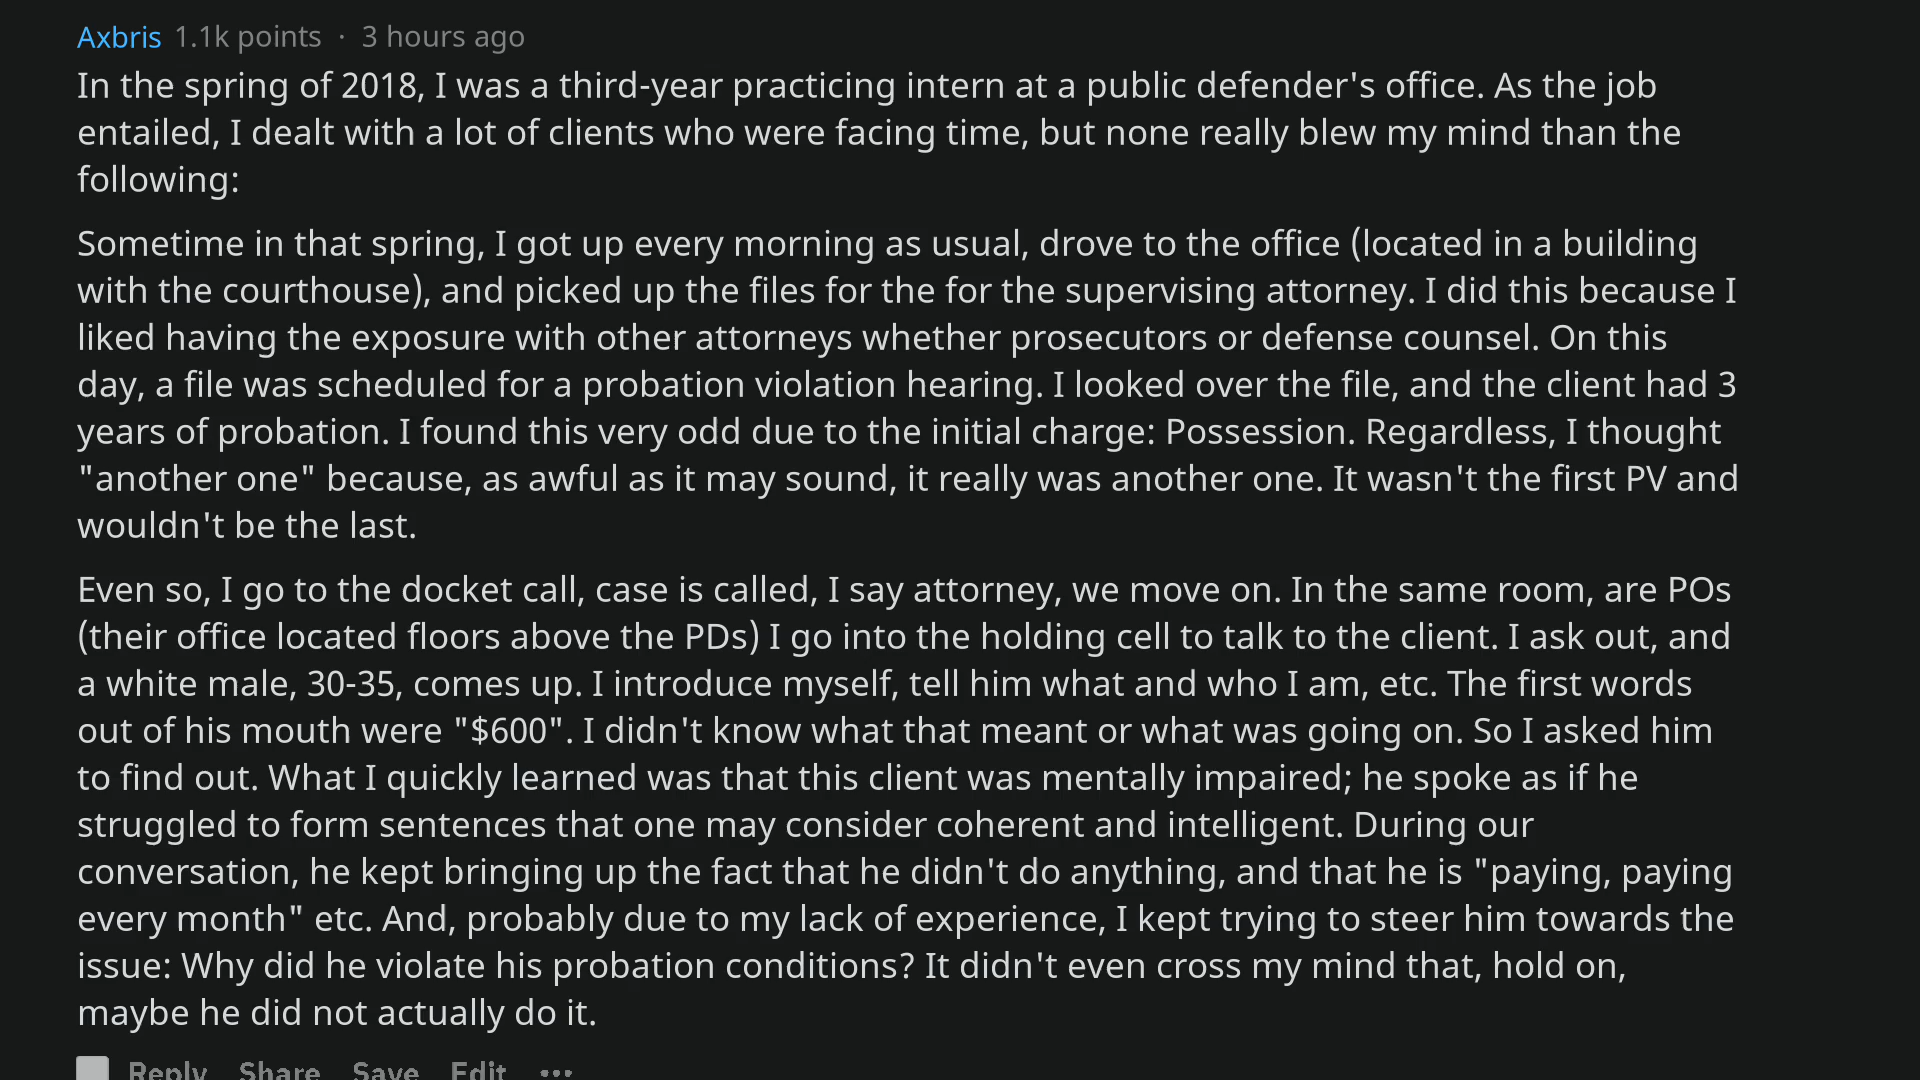 Axbris 1.1k points · 3 hours ago
In the spring of 2018, I was a third-year practicing intern at a public defender's office. As the job
entailed, I dealt with a lot of clients who were facing time, but none really blew my mind than the
following:
Sometime in that spring, I got up every morning as usual, drove to the office (located in a building
with the courthouse), and picked up the files for the for the supervising attorney. I did this because I
liked having the exposure with other attorneys whether prosecutors or defense counsel. On this
day, a file was scheduled for a probation violation hearing. I looked over the file, and the client had 3
years of probation. I found this very odd due to the initial charge: Possession. Regardless, I thought
"another one" because, as awful as it may sound, it really was another one. It wasn't the first PV and
wouldn't be the last.
Even so, I go to the docket call, case is called, I say attorney, we move on. In the same room, are POs
(their office located floors above the PDs) I go into the holding cell to talk to the client. I ask out, and
a white male, 30-35, comes up. I introduce myself, tell him what and who I am, etc. The first words
out of his mouth were "$600". I didn't know what that meant or what was going on. So I asked him
to find out. What I quickly learned was that this client was mentally impaired; he spoke as if he
struggled to form sentences that one may consider coherent and intelligent. During our
conversation, he kept bringing up the fact that he didn't do anything, and that he is "paying, paying
every month" etc. And, probably due to my lack of experience, I kept trying to steer him towards the
issue: Why did he violate his probation conditions? It didn't even cross my mind that, hold on,
maybe he did not actually do it.
Reply Share Save Edit •••